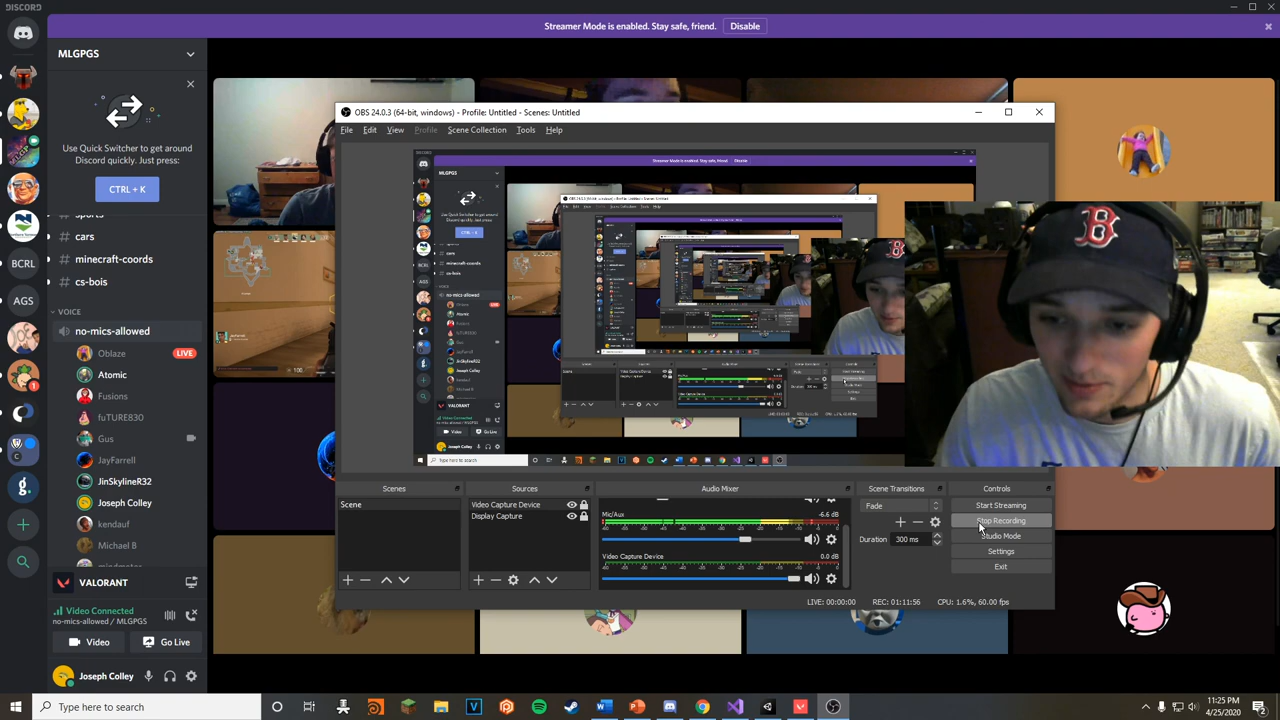 DISCORD
Streamer Mode is enabled. Stay safe, friend.
Disable
MLGPGS
Use Quick Switcher to get around
Discord quickly. Just press:
CTRL + K
sports
cars
minecraft-coords
cs-bois
VOICE
no-mics-allowed
Oblaze
LIVE
Atomic
Fusions
fuTURE830
Gus
JayFarrell
JinSkyline832
Joseph Colley
kendauf
Michael B
BCRL
AGS
1
C
g.
VALORANT
Video Connected
no-mics-allowed / MLGPGS
Video
Go Live
Joseph Colley
OBS 24.0.3 (64-bit, windows) - Profile: Untitled - Scenes: Untitled
File
Edit
View
Profile
Scene Collection
Tools
Help
Scenes
Sources
Audio Mixer
Scene Transitions
Controls
Scene
Video Capture Device
Display Capture
Mic/Aux
-6.6 dB
Video Capture Device
0.0 dB
Fade
Duration
300 ms
Start Streaming
Stop Recording
Studio Mode
Settings
Exit
LIVE: 00:00:00
REC: 01:11:56
CPU: 1.6%, 60.00 fps
B
Type here to search
11:25 PM
4/25/2020
2